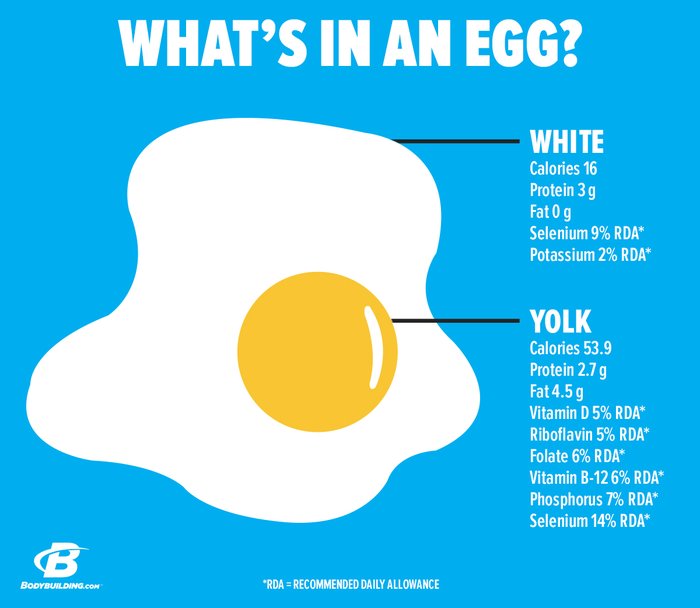 WHAT'S IN AN EGG?
WHITE
Calories 16
Protein 3 g
Fat 0 g
Selenium 9% RDA*
Potassium 2% RDA*
YOLK
Calories 53.9
Protein 2.7 g
Fat 4.5 g
Vitamin D 5% RDA*
Riboflavin 5% RDA*
Folate 6% RDA*
Vitamin B-12 6% RDA*
Phosphorus 7% RDA*
Selenium 14% RDA*
B
BODYBUILDING.COM
*RDA = RECOMMENDED DAILY ALLOWANCE